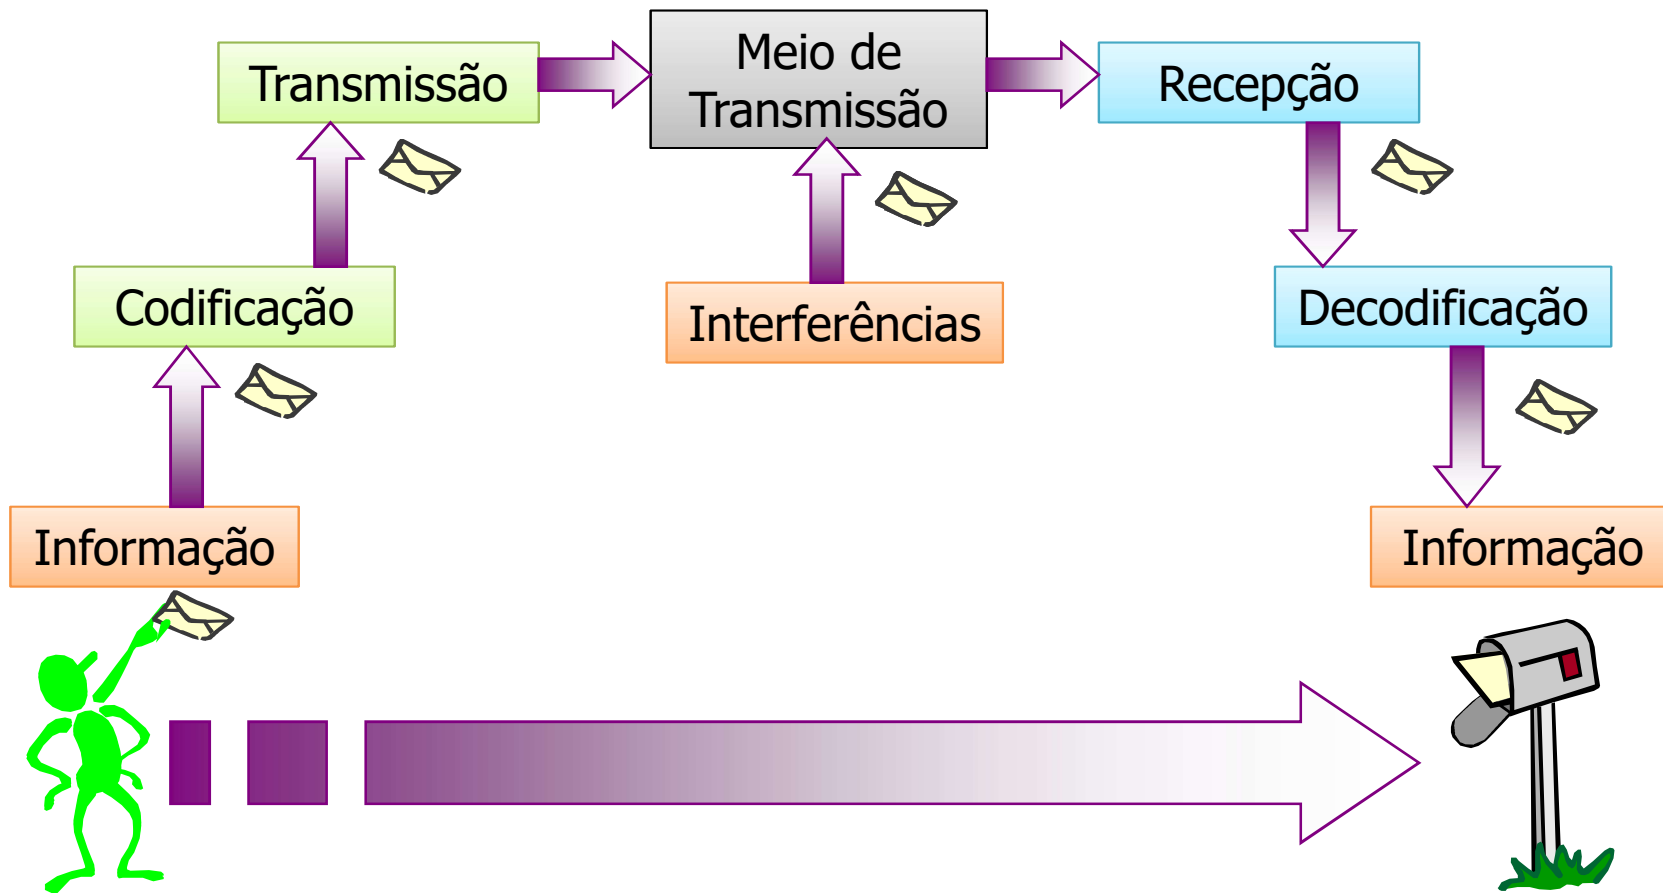 Transmissão
Meio de
Transmissão
Recepção
Codificação
Interferências
Decodificação
Informação
Informação